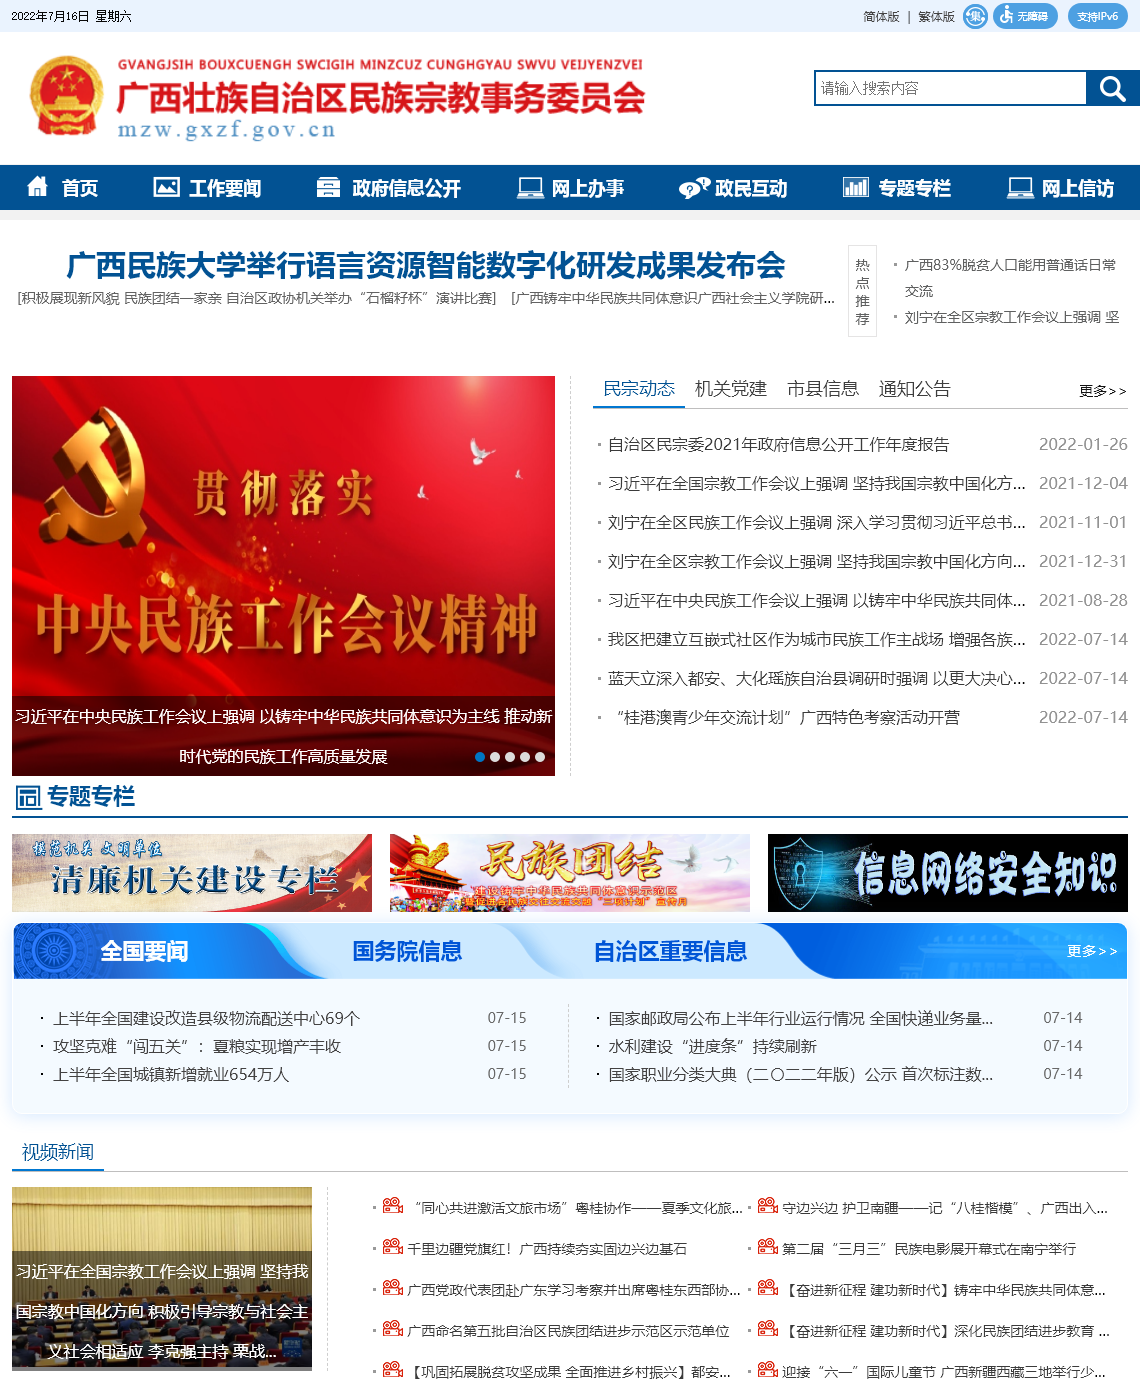 2022年7月16日 星期六
简体版 | 繁体版 集 无障碍 支持IPv6
GVANGJSIH BOUXCUENGH SWCIGIH MINZCUZ CUNGHGYAU SWVU VEIJYENZVEI
广西壮族自治区民族宗教事务委员会
mzw.gxzf.gov.cn
请输入搜索内容
首页 工作要闻 政府信息公开 网上办事 政民互动 专题专栏 网上信访
广西民族大学举行语言资源智能数字化研发成果发布会
[积极展现新风貌 民族团结一家亲 自治区政协机关举办“石榴籽杯”演讲比赛] [广西铸牢中华民族共同体意识广西社会主义学院研...
热点推荐
广西83%脱贫人口能用普通话日常
交流
刘宁在全区宗教工作会议上强调 坚
贯彻落实
中央民族工作会议精神
习近平在中央民族工作会议上强调 以铸牢中华民族共同体意识为主线 推动新
时代党的民族工作高质量发展
民宗动态 机关党建 市县信息 通知公告 更多>>
自治区民宗委2021年政府信息公开工作年度报告 2022-01-26
习近平在全国宗教工作会议上强调 坚持我国宗教中国化方... 2021-12-04
刘宁在全区民族工作会议上强调 深入学习贯彻习近平总书... 2021-11-01
刘宁在全区宗教工作会议上强调 坚持我国宗教中国化方向... 2021-12-31
习近平在中央民族工作会议上强调 以铸牢中华民族共同体... 2021-08-28
我区把建立互嵌式社区作为城市民族工作主战场 增强各族... 2022-07-14
蓝天立深入都安、大化瑶族自治县调研时强调 以更大决心... 2022-07-14
“桂港澳青少年交流计划”广西特色考察活动开营 2022-07-14
专题专栏
模范机关 文明单位
清廉机关建设专栏
民族团结
建设铸牢中华民族共同体意识示范区
暨促进各民族交往交流交融“三项计划”宣传月
信息网络安全知识
全国要闻 国务院信息 自治区重要信息 更多>>
上半年全国建设改造县级物流配送中心69个 07-15
攻坚克难“闯五关”：夏粮实现增产丰收 07-15
上半年全国城镇新增就业654万人 07-15
国家邮政局公布上半年行业运行情况 全国快递业务量... 07-14
水利建设“进度条”持续刷新 07-14
国家职业分类大典（二〇二二年版）公示 首次标注数... 07-14
视频新闻
习近平在全国宗教工作会议上强调 坚持我
国宗教中国化方向 积极引导宗教与社会主
义社会相适应 李克强主持 栗战...
“同心共进激活文旅市场”粤桂协作——夏季文化旅...
千里边疆党旗红！广西持续夯实固边兴边基石
广西党政代表团赴广东学习考察并出席粤桂东西部协...
广西命名第五批自治区民族团结进步示范区示范单位
【巩固拓展脱贫攻坚成果 全面推进乡村振兴】都安...
守边兴边 护卫南疆——记“八桂楷模”、广西出入...
第二届“三月三”民族电影展开幕式在南宁举行
【奋进新征程 建功新时代】铸牢中华民族共同体意...
【奋进新征程 建功新时代】深化民族团结进步教育 ...
迎接“六一”国际儿童节 广西新疆西藏三地举行少...